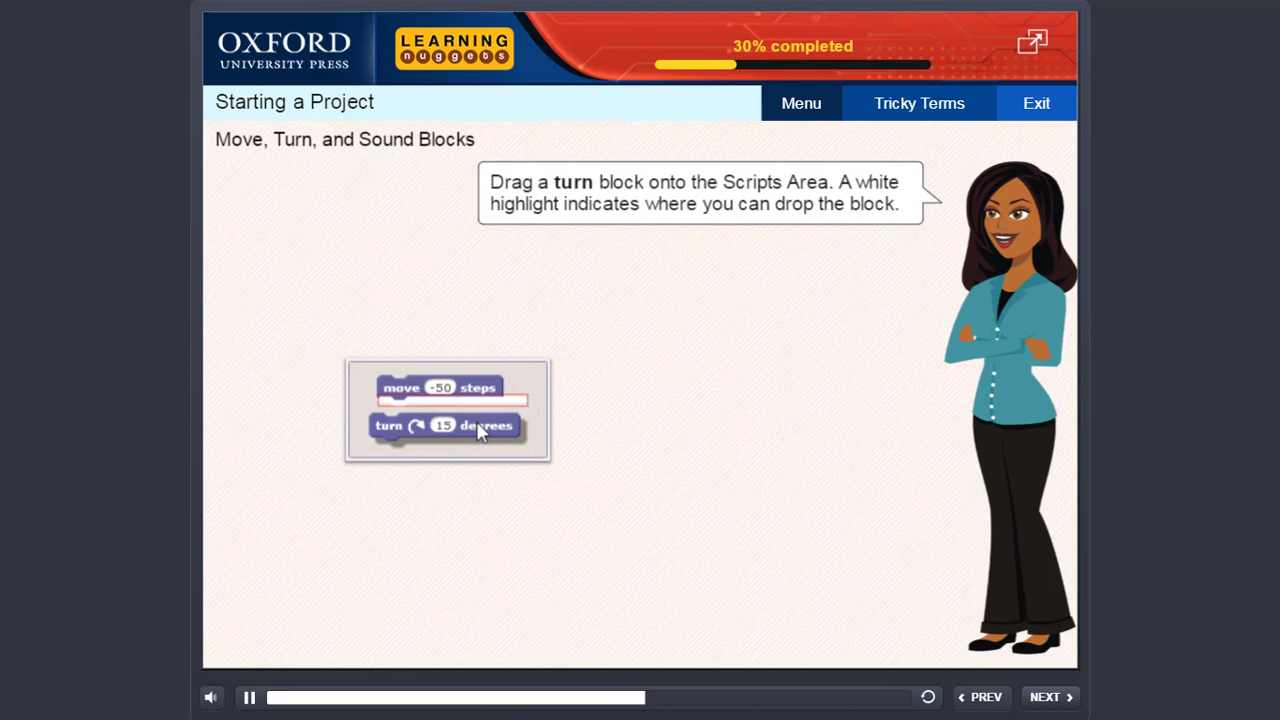 OXFORD
UNIVERSITY PRESS
LEARNING
nuggets
30% completed
Starting a Project
Menu
Tricky Terms
Exit
Move, Turn, and Sound Blocks
Drag a turn block onto the Scripts Area. A white
highlight indicates where you can drop the block.
move -50 steps
turn 15 degrees
PREV
NEXT